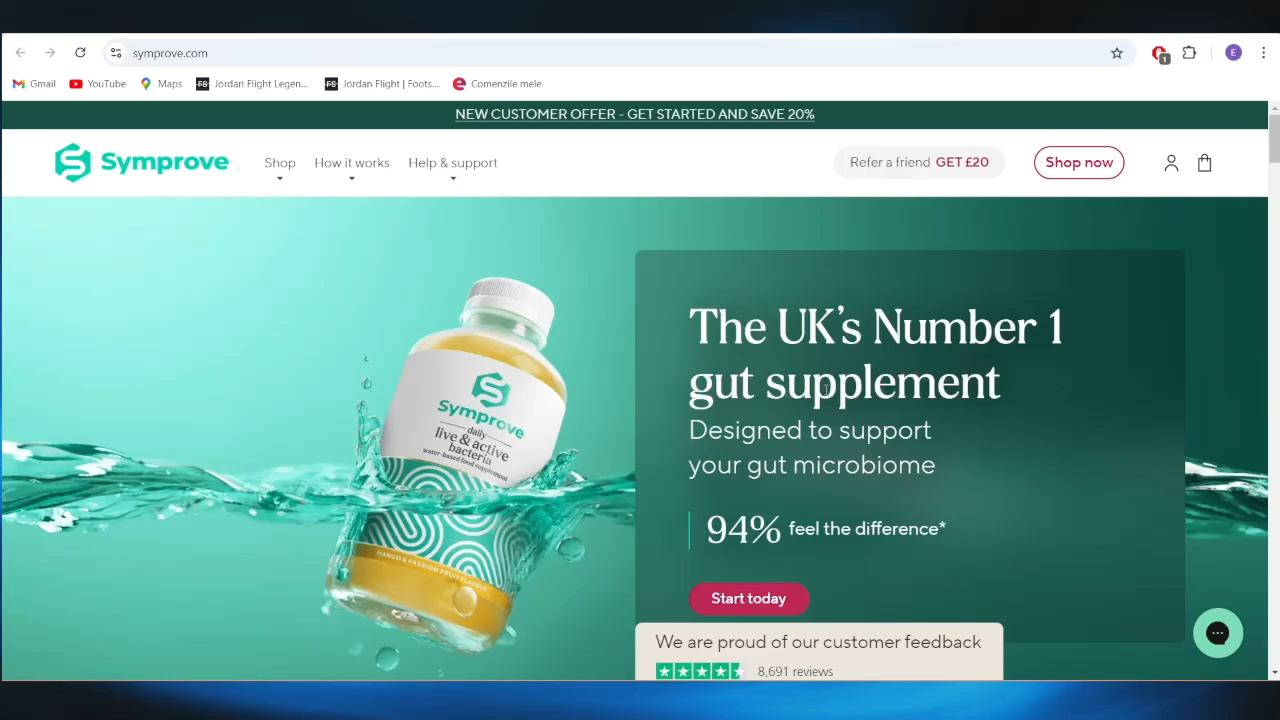 symprove.com
1
E
Gmail
YouTube
Maps
FS
Jordan Flight Legen...
FS
Jordan Flight | Foots...
Comenzile mele
NEW CUSTOMER OFFER - GET STARTED AND SAVE 20%
Symprove
Shop
How it works
Help & support
Refer a friend GET £20
Shop now
Symprove
daily
live & active
bacteria
water-based food supplement
MANGO & PASSION FRUIT FLAVOUR
The UK's Number 1
gut supplement
Designed to support
your gut microbiome
94% feel the difference*
Start today
We are proud of our customer feedback
8,691 reviews